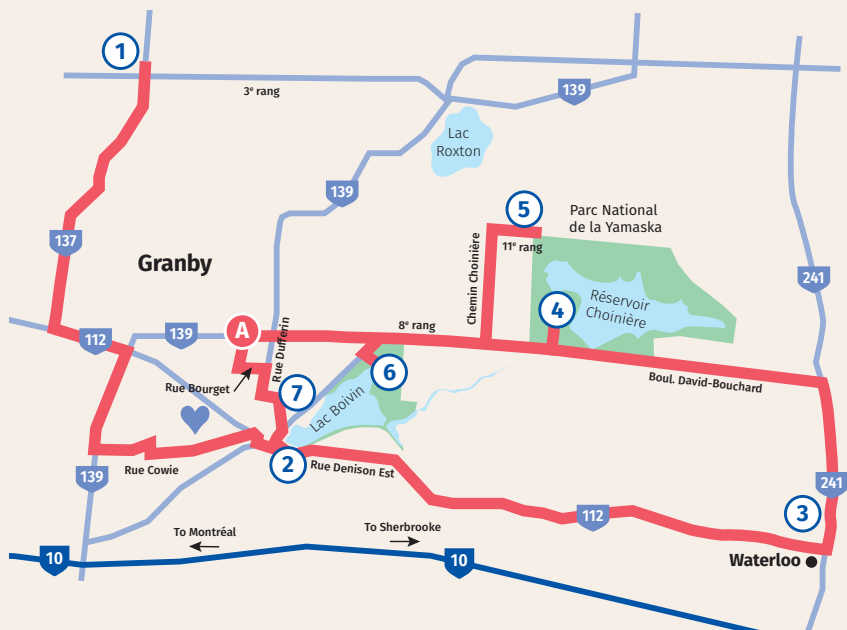 1
3e rang
139
Lac
Roxton
139
5
Parc National
de la Yamaska
11e rang
Chemin Choinière
137
Granby
241
4
Réservoir
Choinière
112
139
A
8e rang
Rue Dufferin
Rue Bourget
6
Boul. David-Bouchard
7
Lac Boivin
139
Rue Cowie
2
Rue Denison Est
241
3
112
To Montréal
To Sherbrooke
10
10
Waterloo